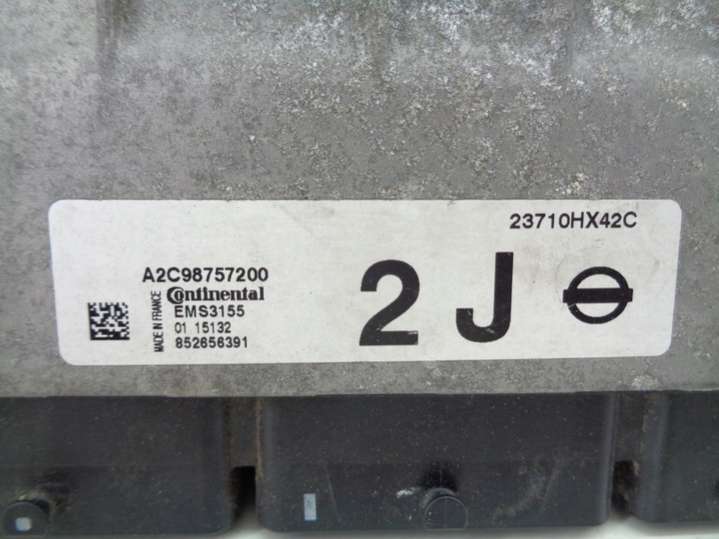 23710HX42C
A2C98757200
Continental
EMS3155
01 15132
852656391
MADE IN FRANCE
2 J